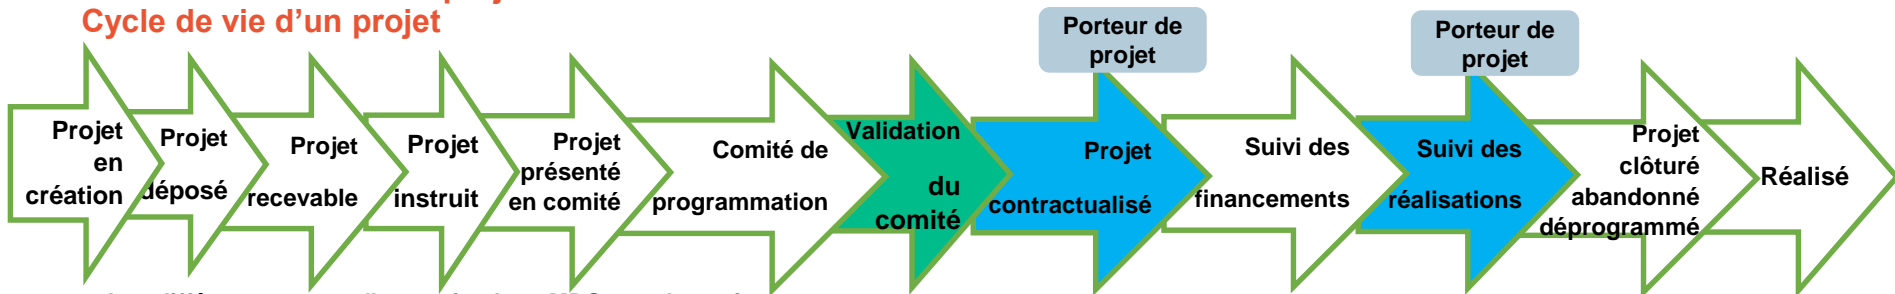 Cycle de vie d’un projet
Porteur de
projet
Porteur de
projet
Projet
en
création
Projet
déposé
Projet
recevable
Projet
instruit
Projet
présenté
en comité
Comité de
programmation
Validation
du
comité
Projet
contractualisé
Suivi des
financements
Suivi des
réalisations
Projet
clôturé
abandonné
déprogrammé
Réalisé